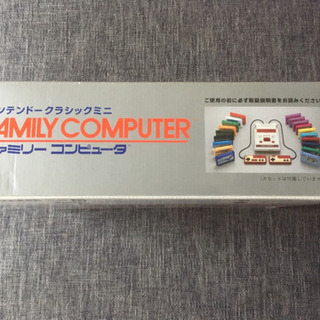 ンテンドークラシックミニ
AMILY COMPUTER
ァミリー コンピュータ
ご使用の前に必ず取扱説明書をお読みください